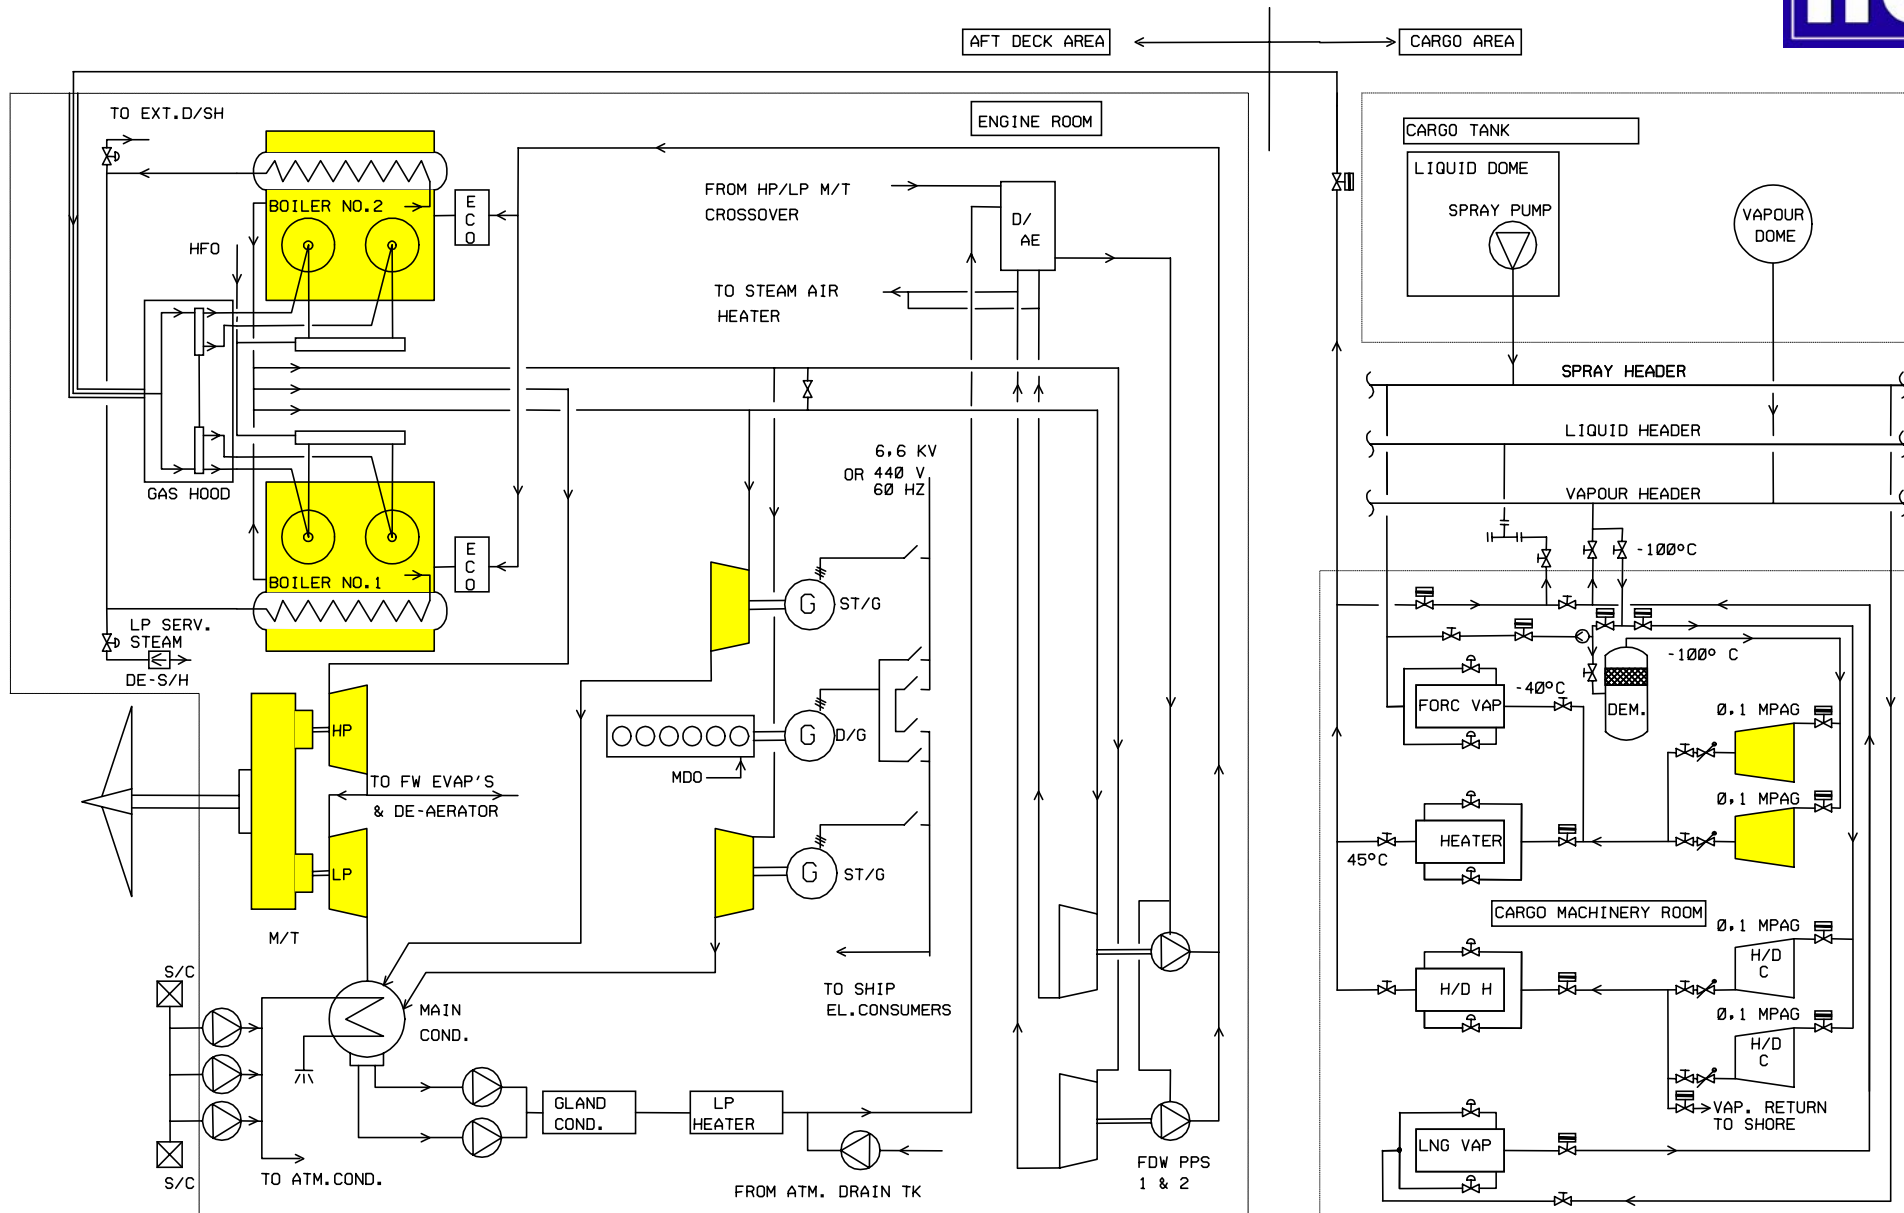 AFT DECK AREA
CARGO AREA
TO EXT.D/SH
ENGINE ROOM
CARGO TANK
LIQUID DOME
SPRAY PUMP
VAPOUR
DOME
FROM HP/LP M/T
CROSSOVER
D/
AE
BOILER NO.2
E
C
O
HFO
TO STEAM AIR
HEATER
SPRAY HEADER
LIQUID HEADER
VAPOUR HEADER
6,6 KV
OR 440 V
60 HZ
GAS HOOD
BOILER NO.1
E
C
O
-100°C
LP SERV.
STEAM
DE-S/H
G
ST/G
-100° C
-40°C
FORC VAP
DEM.
0,1 MPAG
HP
G
D/G
MDO
TO FW EVAP'S
& DE-AERATOR
0,1 MPAG
HEATER
45°C
LP
G
ST/G
M/T
CARGO MACHINERY ROOM
0,1 MPAG
H/D
C
S/C
TO SHIP
EL.CONSUMERS
H/D H
MAIN
COND.
0,1 MPAG
H/D
C
GLAND
COND.
LP
HEATER
VAP. RETURN
TO SHORE
LNG VAP
S/C
TO ATM.COND.
FROM ATM. DRAIN TK
FDW PPS
1 & 2